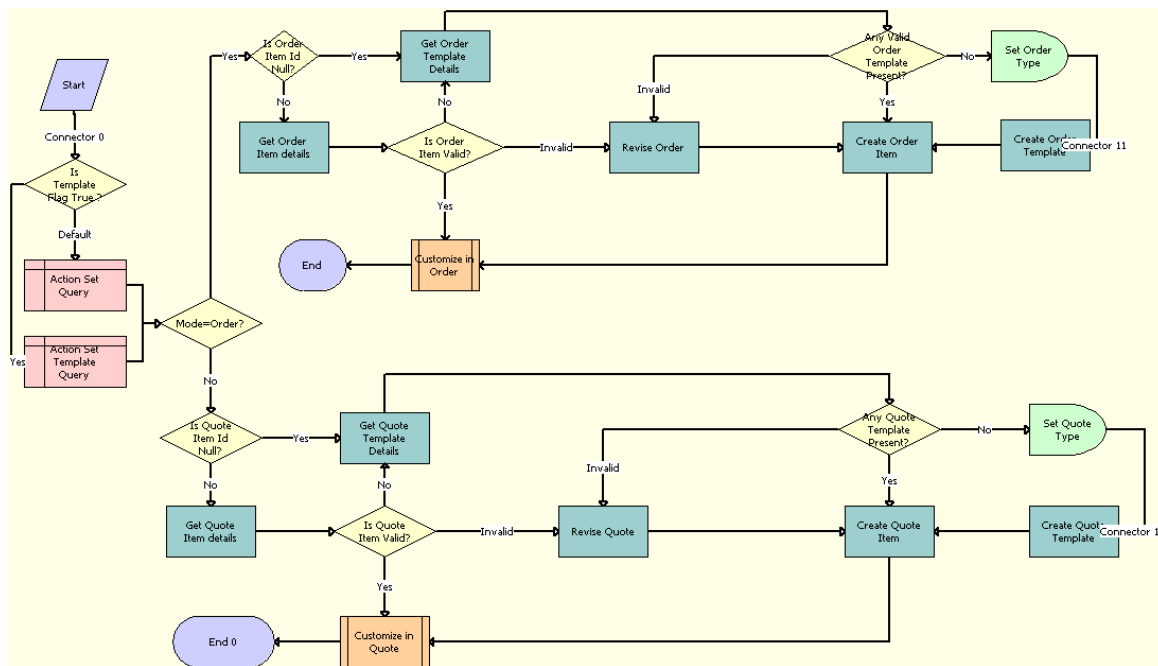 Is Order
Item Id
Null?
Yes
Yes
Get Order
Template
Details
Any Valid
Order
Template
Present?
No
Set Order
Type
Start
No
No
Invalid
Yes
Connector 0
Get Order
Item details
Is Order
Item Valid?
Invalid
Revise Order
Create Order
Item
Create Order
Template
Connector 11
Is
Template
Flag True ?
Yes
Default
End
Customize in
Order
Action Set
Query
Mode=Order?
Yes
Action Set
Template
Query
No
Is Quote
Item Id
Null?
Yes
Get Quote
Template
Details
Any Quote
Template
Present?
No
Set Quote
Type
No
No
Invalid
Yes
Get Quote
Item details
Is Quote
Item Valid?
Invalid
Revise Quote
Create Quote
Item
Create Quote
Template
Connector 1
Yes
End 0
Customize in
Quote